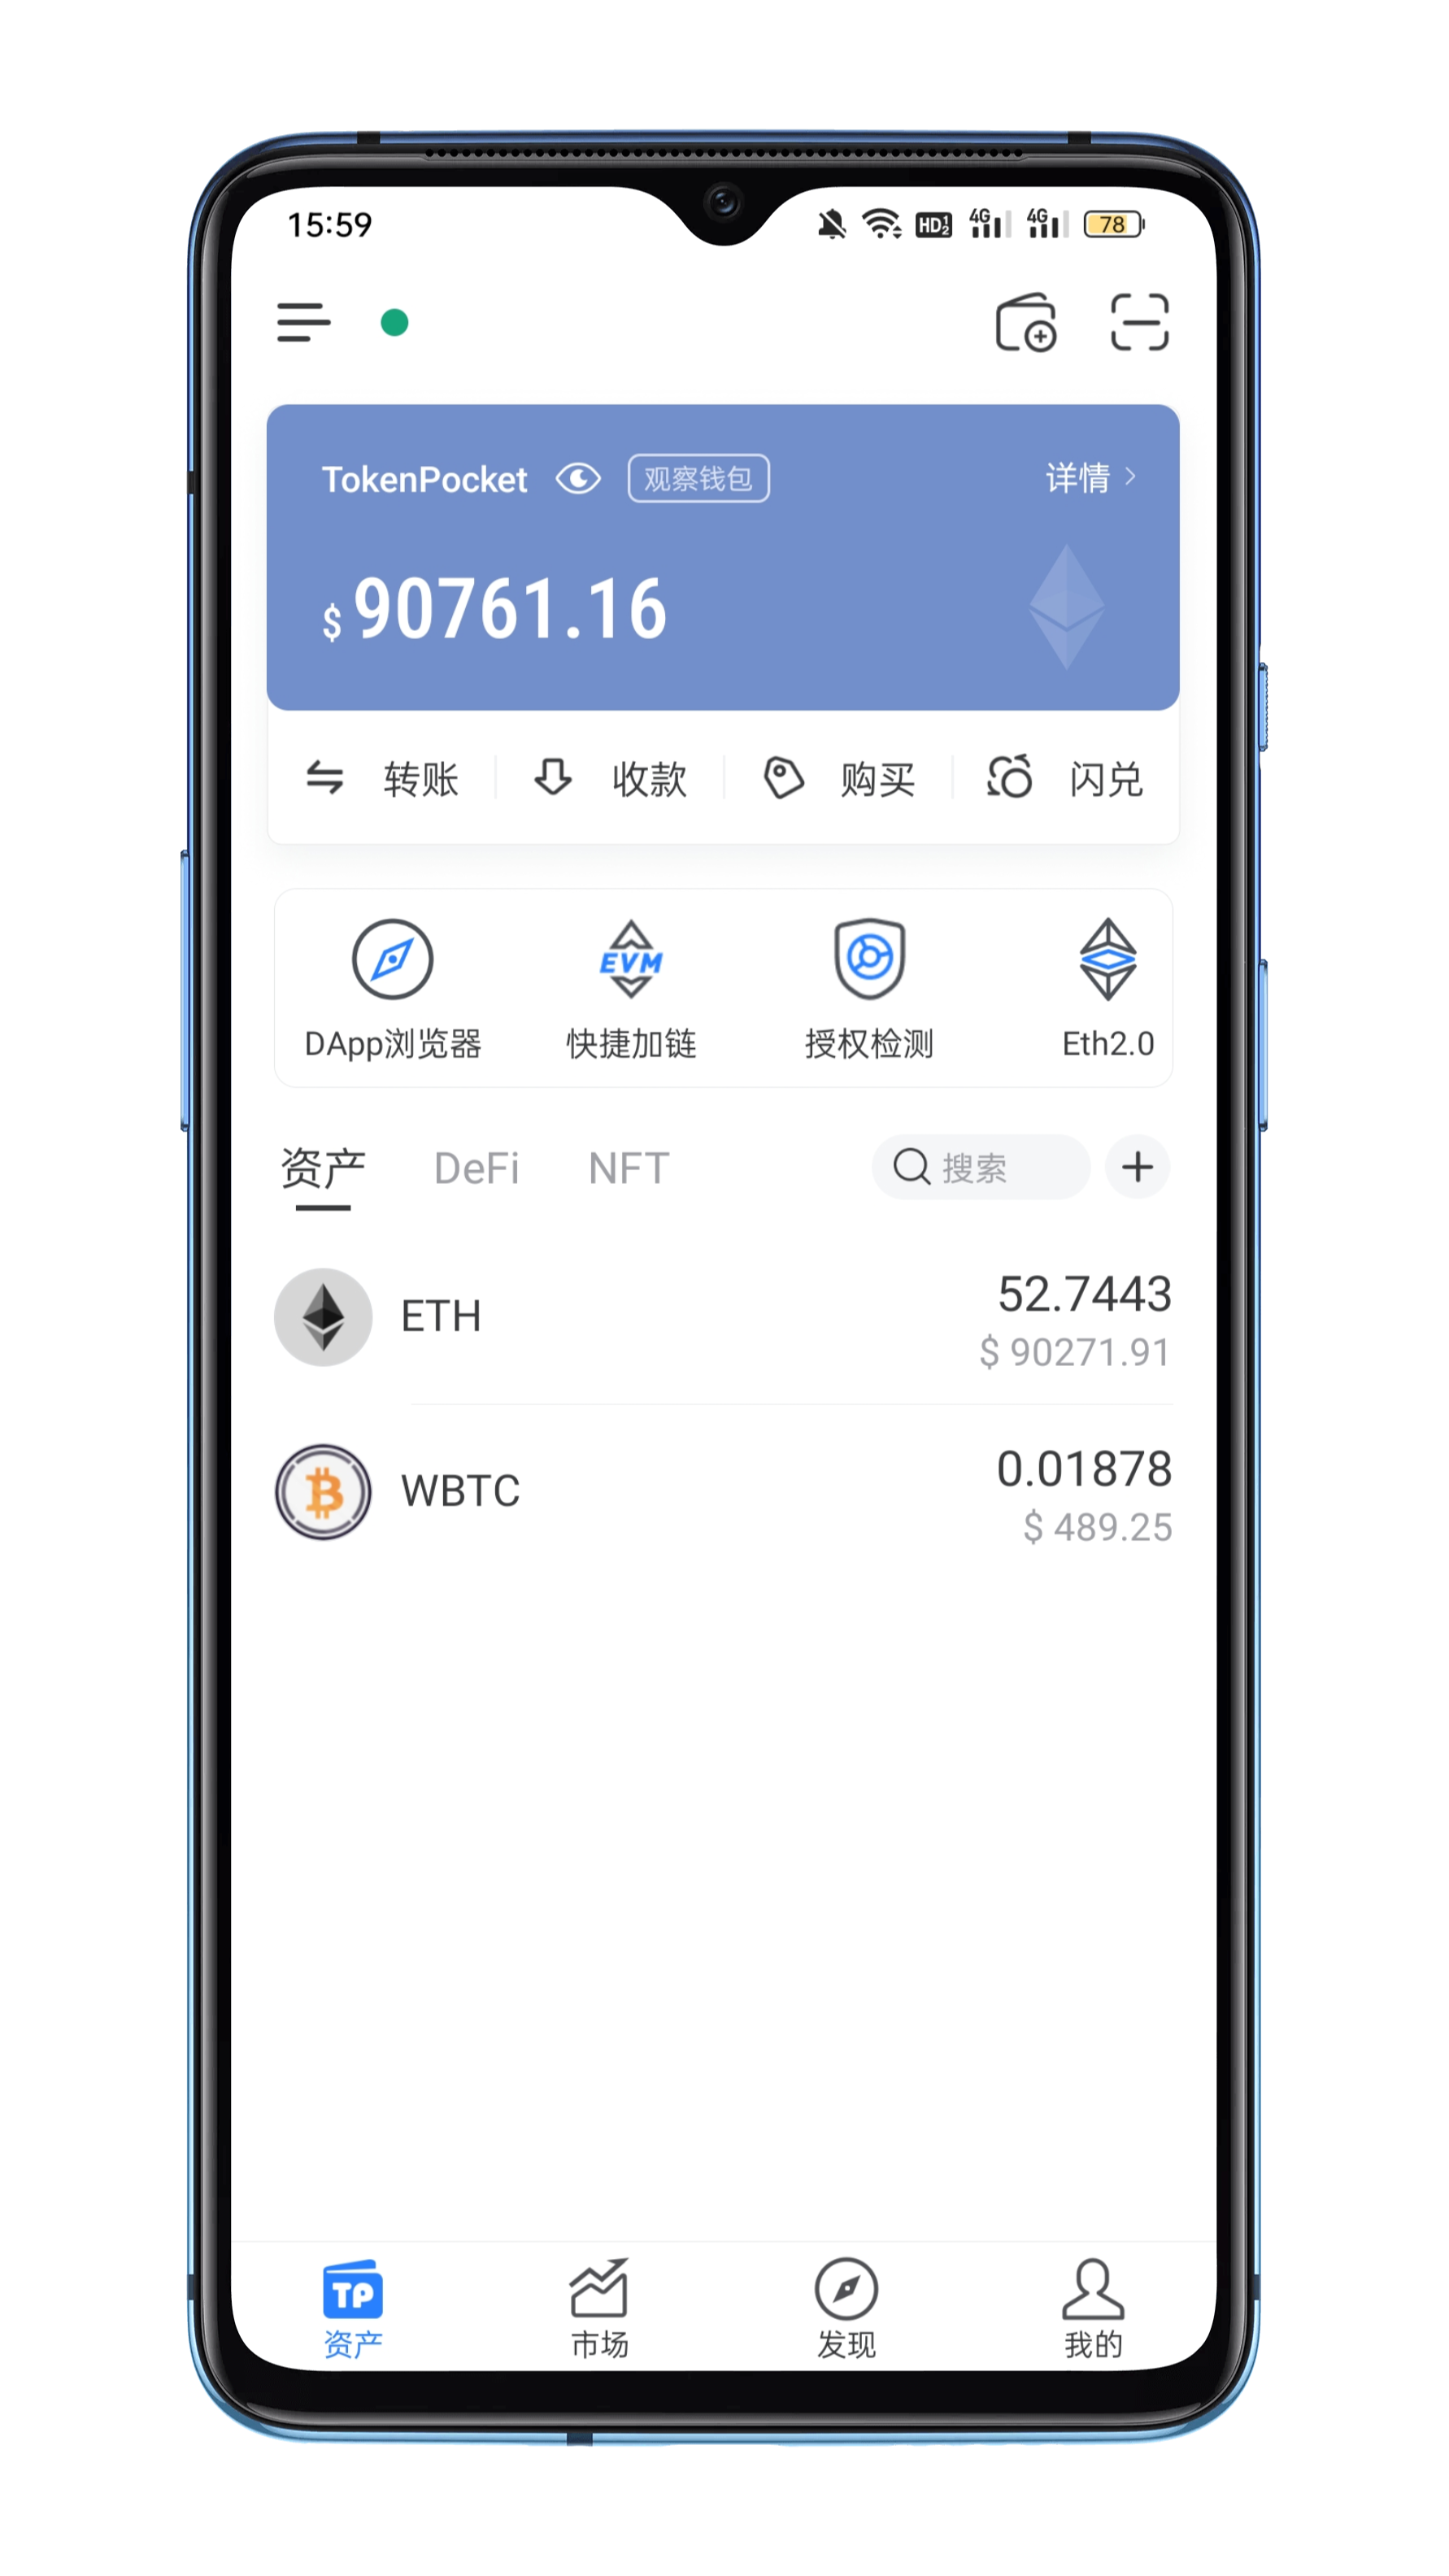 15:59 HD 1 2 4G 4G 78
TokenPocket 观察钱包 详情
$ 90761.16
转账 收款 购买 闪兑
EVM
DApp浏览器 快捷加链 授权检测 Eth2.0
资产 DeFi NFT 搜索
ETH 52.7443
$ 90271.91
WBTC 0.01878
$ 489.25
TP
资产 市场 发现 我的